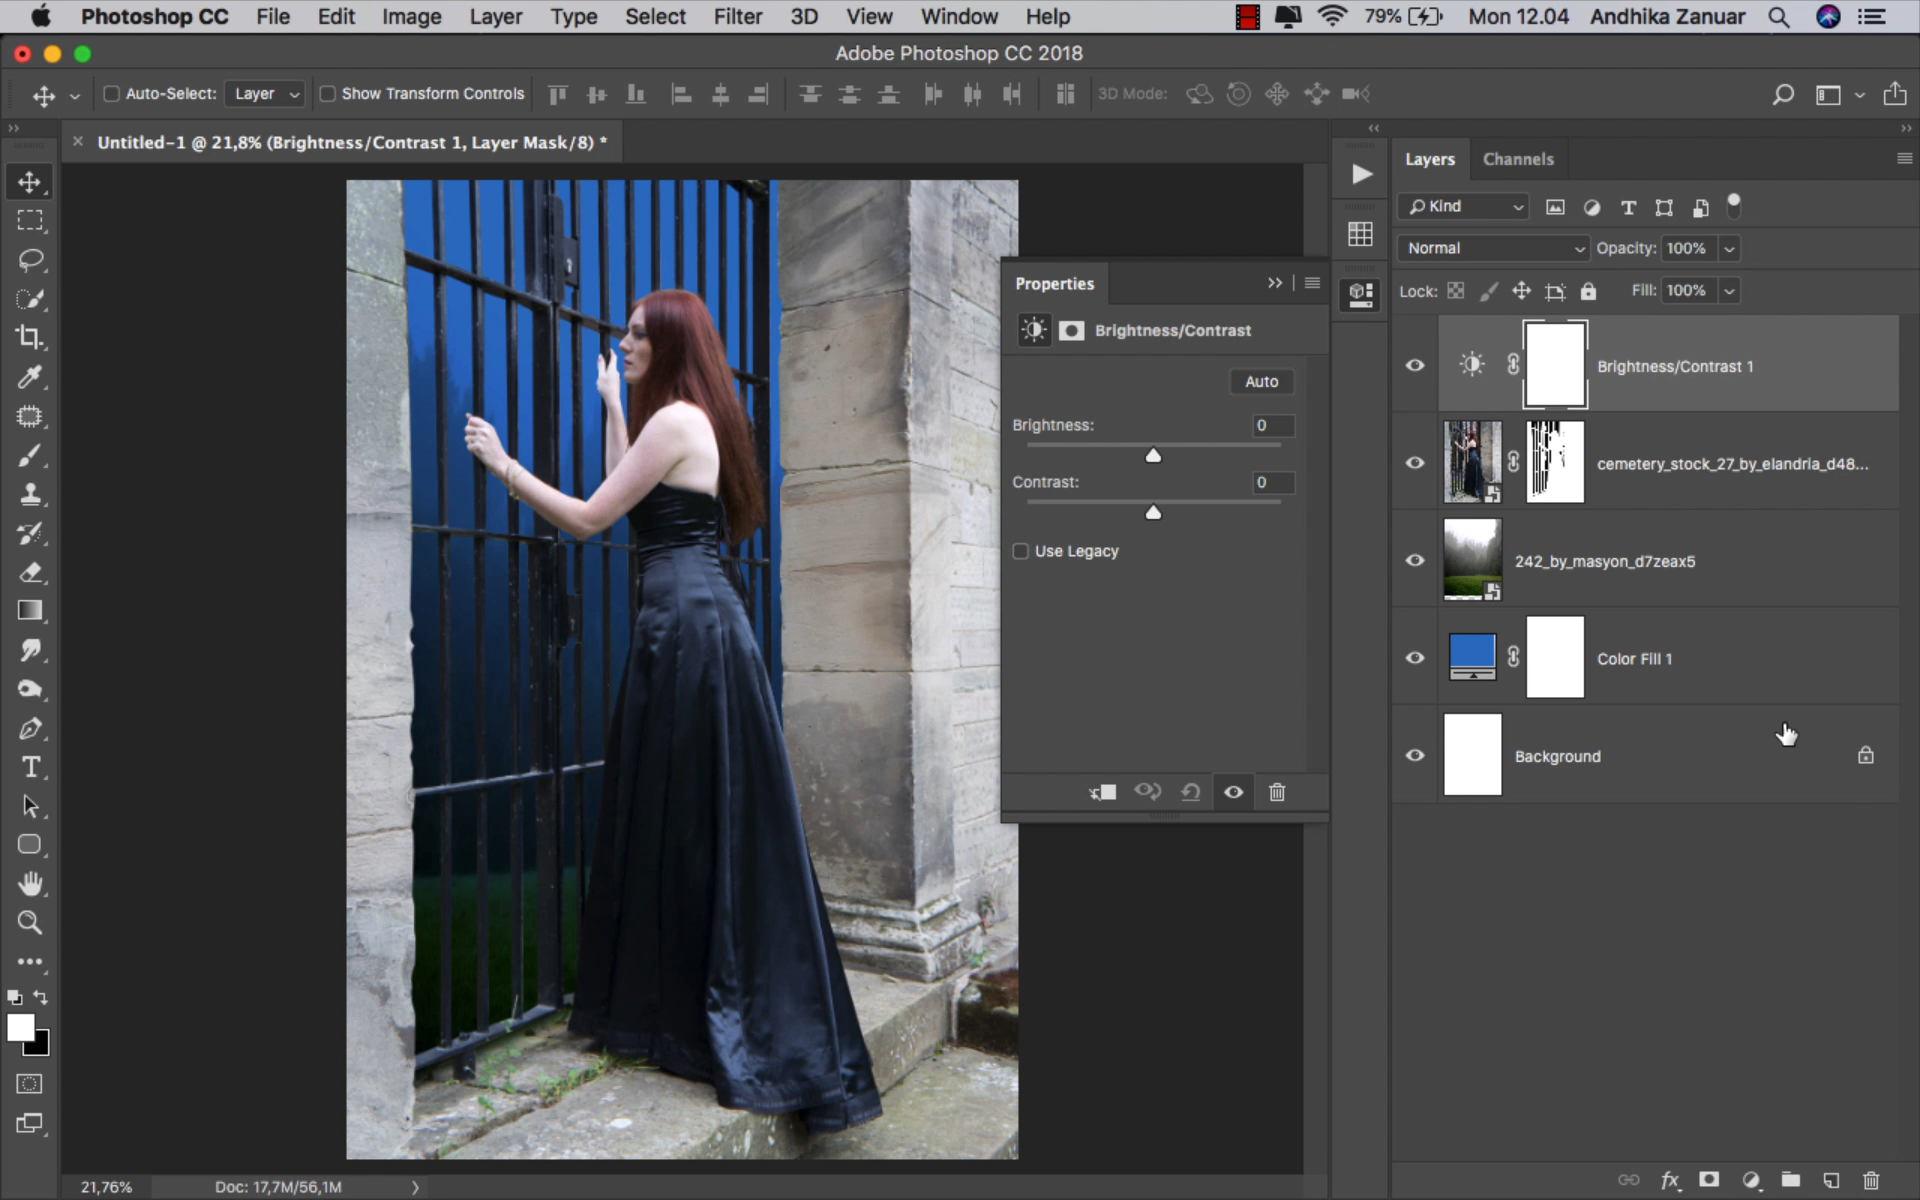 Photoshop CC File Edit Image Layer Type Select Filter 3D View Window Help 79% Mon 12.04 Andhika Zanuar
Adobe Photoshop CC 2018
Auto-Select: Layer Show Transform Controls 3D Mode:
Untitled-1 @ 21,8% (Brightness/Contrast 1, Layer Mask/8) *
Layers Channels
Kind
Normal Opacity: 100%
Lock: Fill: 100%
Properties
Brightness/Contrast
Auto
Brightness: 0
Contrast: 0
Use Legacy
Brightness/Contrast 1
cemetery_stock_27_by_elandria_d48...
242_by_masyon_d7zeax5
Color Fill 1
Background
fx
21,76% Doc: 17,7M/56,1M